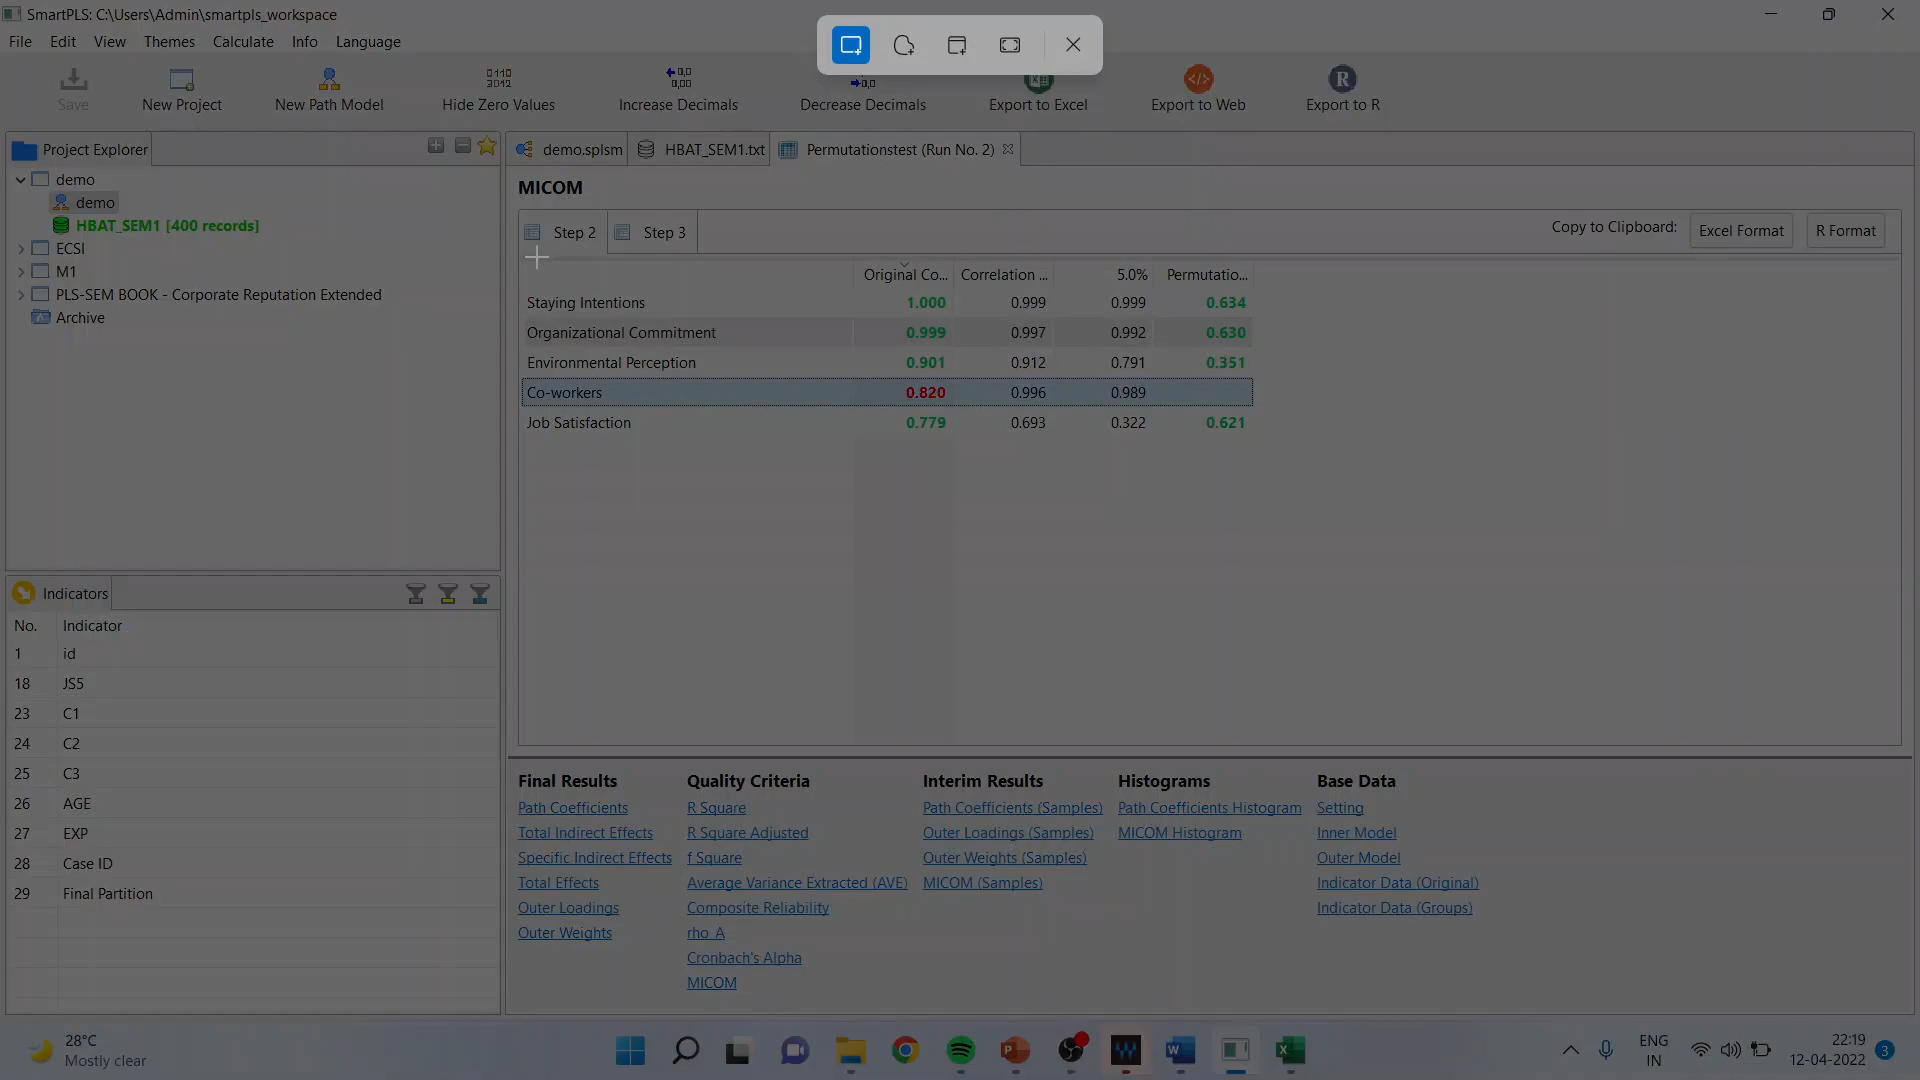 SmartPLS: C:\Users\Admin\smartpls_workspace
File Edit View Themes Calculate Info Language
Save New Project New Path Model Hide Zero Values Increase Decimals Decrease Decimals Export to Excel Export to Web Export to R
Project Explorer
demo
demo
HBAT_SEM1 [400 records]
ECSI
M1
PLS-SEM BOOK - Corporate Reputation Extended
Archive
Indicators
No. Indicator
1 id
18 JS5
23 C1
24 C2
25 C3
26 AGE
27 EXP
28 Case ID
29 Final Partition
demo.splsm HBAT_SEM1.txt Permutationstest (Run No. 2)
MICOM
Step 2 Step 3 Copy to Clipboard: Excel Format R Format
Original Co... Correlation ... 5.0% Permutatio...
Staying Intentions 1.000 0.999 0.999 0.634
Organizational Commitment 0.999 0.997 0.992 0.630
Environmental Perception 0.901 0.912 0.791 0.351
Co-workers 0.820 0.996 0.989
Job Satisfaction 0.779 0.693 0.322 0.621
Final Results
Path Coefficients
Total Indirect Effects
Specific Indirect Effects
Total Effects
Outer Loadings
Outer Weights
Quality Criteria
R Square
R Square Adjusted
f Square
Average Variance Extracted (AVE)
Composite Reliability
rho_A
Cronbach's Alpha
MICOM
Interim Results
Path Coefficients (Samples)
Outer Loadings (Samples)
Outer Weights (Samples)
MICOM (Samples)
Histograms
Path Coefficients Histogram
MICOM Histogram
Base Data
Setting
Inner Model
Outer Model
Indicator Data (Original)
Indicator Data (Groups)
28°C
Mostly clear
ENG
IN
22:19
12-04-2022
3